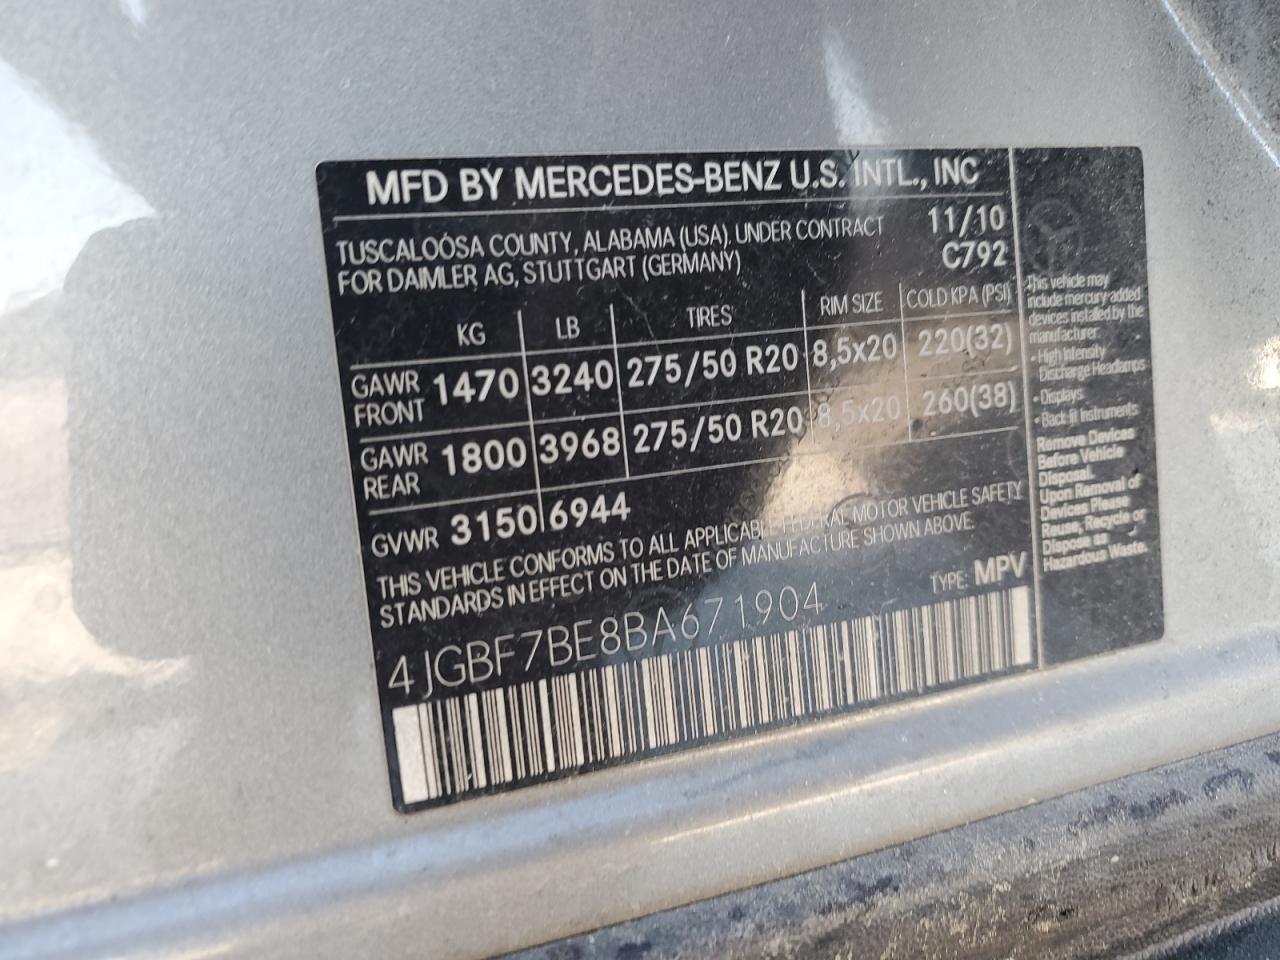 MFD BY MERCEDES-BENZ U.S. INTL., INC
TUSCALOOSA COUNTY, ALABAMA (USA), UNDER CONTRACT 11/10
FOR DAIMLER AG, STUTTGART (GERMANY) C792
KG LB TIRES RIM SIZE COLD KPA (PSI)
GAWR FRONT 1470 3240 275/50 R20 8,5x20 220(32)
GAWR REAR 1800 3968 275/50 R20 8,5x20 260(38)
GVWR 3150 6944
THIS VEHICLE CONFORMS TO ALL APPLICABLE FEDERAL MOTOR VEHICLE SAFETY
STANDARDS IN EFFECT ON THE DATE OF MANUFACTURE SHOWN ABOVE.
4JGBF7BE8BA671904 TYPE: MPV
This vehicle may
include mercury added
devices installed by the
manufacturer:
• High Intensity
Discharge Headlamps
• Displays
• Back lit Instruments
Remove Devices
Before Vehicle
Disposal.
Upon Removal of
Devices Please
Reuse, Recycle or
Dispose as
Hazardous Waste.